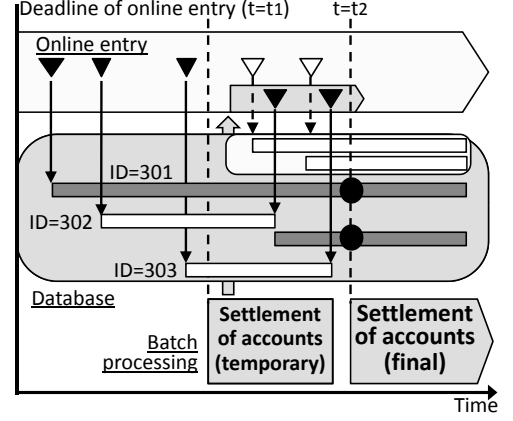 Deadline of online entry (t=t1) t=t2
Online entry
ID=301
ID=302
ID=303
Database
Batch
processing
Settlement
of accounts
(temporary)
Settlement
of accounts
(final)
Time